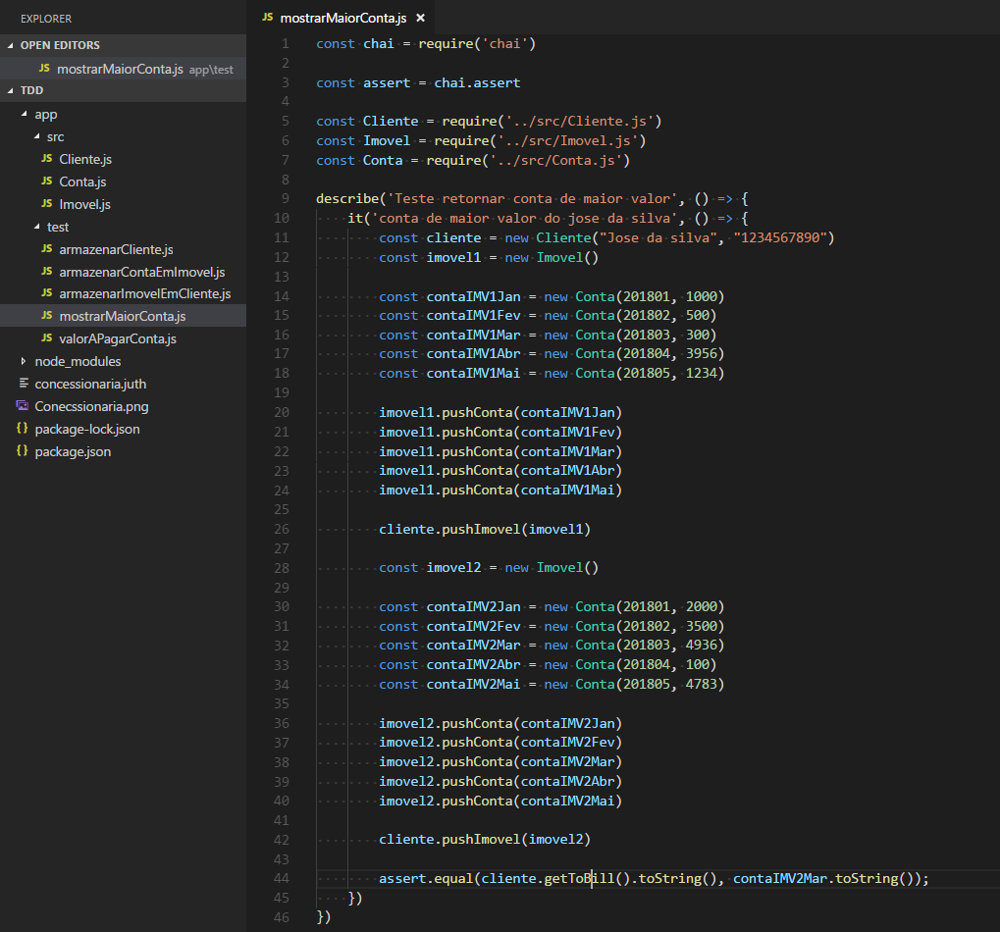 EXPLORER
OPEN EDITORS
JS mostrarMaiorConta.js app\test
TDD
app
src
JS Cliente.js
JS Conta.js
JS Imovel.js
test
JS armazenarCliente.js
JS armazenarContaEmImovel.js
JS armazenarImovelEmCliente.js
JS mostrarMaiorConta.js
JS valorAPagarConta.js
node_modules
concessionaria.juth
Conecssionaria.png
{} package-lock.json
{} package.json
JS mostrarMaiorConta.js ×
1 const chai = require('chai')
2
3 const assert = chai.assert
4
5 const Cliente = require('../src/Cliente.js')
6 const Imovel = require('../src/Imovel.js')
7 const Conta = require('../src/Conta.js')
8
9 describe('Teste retornar conta de maior valor', () => {
10     it('conta de maior valor do jose da silva', () => {
11         const cliente = new Cliente("Jose da silva", "1234567890")
12         const imovel1 = new Imovel()
13
14         const contaIMV1Jan = new Conta(201801, 1000)
15         const contaIMV1Fev = new Conta(201802, 500)
16         const contaIMV1Mar = new Conta(201803, 300)
17         const contaIMV1Abr = new Conta(201804, 3956)
18         const contaIMV1Mai = new Conta(201805, 1234)
19
20         imovel1.pushConta(contaIMV1Jan)
21         imovel1.pushConta(contaIMV1Fev)
22         imovel1.pushConta(contaIMV1Mar)
23         imovel1.pushConta(contaIMV1Abr)
24         imovel1.pushConta(contaIMV1Mai)
25
26         cliente.pushImovel(imovel1)
27
28         const imovel2 = new Imovel()
29
30         const contaIMV2Jan = new Conta(201801, 2000)
31         const contaIMV2Fev = new Conta(201802, 3500)
32         const contaIMV2Mar = new Conta(201803, 4936)
33         const contaIMV2Abr = new Conta(201804, 100)
34         const contaIMV2Mai = new Conta(201805, 4783)
35
36         imovel2.pushConta(contaIMV2Jan)
37         imovel2.pushConta(contaIMV2Fev)
38         imovel2.pushConta(contaIMV2Mar)
39         imovel2.pushConta(contaIMV2Abr)
40         imovel2.pushConta(contaIMV2Mai)
41
42         cliente.pushImovel(imovel2)
43
44         assert.equal(cliente.getToBill().toString(), contaIMV2Mar.toString());
45     })
46 })